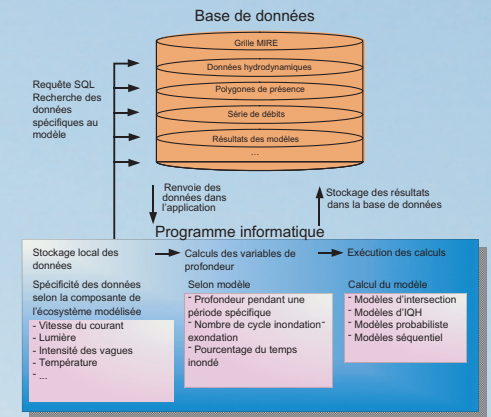 Base de données
Grille MIRE
Données hydrodynamiques
Polygones de présence
Série de débits
Résultats des modèles
...
Requête SQL
Recherche des
données
spécifiques au
modèle
Renvoie des
données dans
l'application
Stockage des résultats
dans la base de données
Programme informatique
Stockage local des
données
Calculs des variables de
profondeur
Exécution des calculs
Spécificité des données
selon la composante de
l'écosystème modélisée
- Vitesse du courant
- Lumière
- Intensité des vagues
- Température
- ...
Selon modèle
- Profondeur pendant une
période spécifique
- Nombre de cycle inondation-
exondation
- Pourcentage du temps
inondé
Calcul du modèle
- Modèles d'intersection
- Modèles d'IQH
- Modèles probabiliste
- Modèles séquentiel